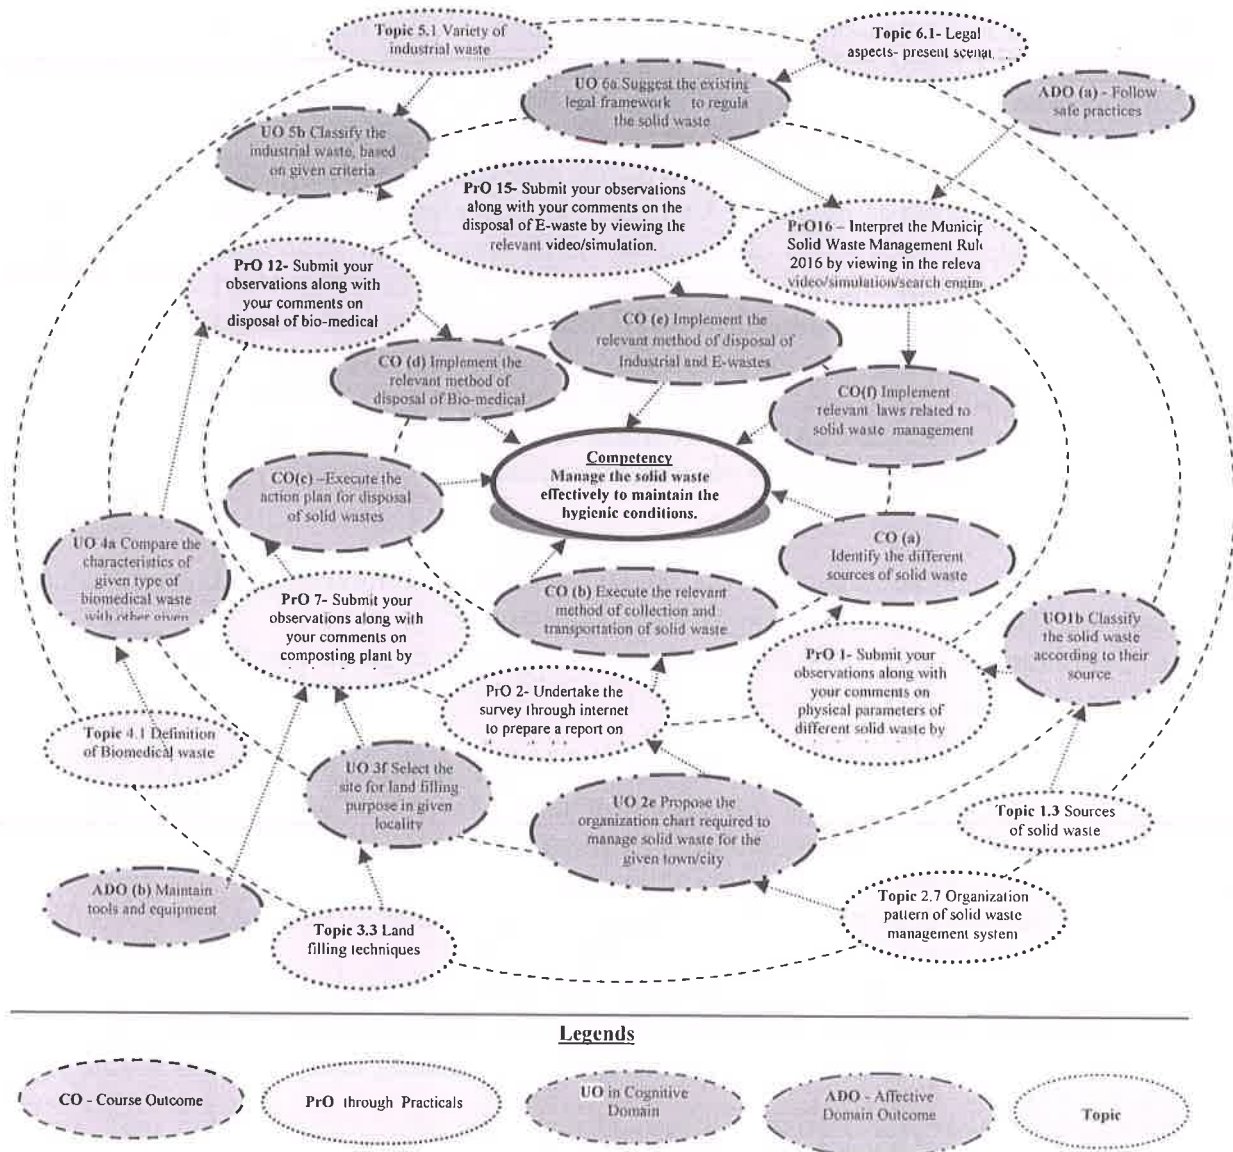 Topic 5.1 Variety of
industrial waste
Topic 6.1- Legal
aspects- present scenar
UO 6a Suggest the existing
legal framework to regula
the solid waste
ADO (a) - Follow
safe practices
UO 5b Classify the
industrial waste, based
on given criteria
PrO 15- Submit your observations
along with your comments on the
disposal of E-waste by viewing the
relevant video/simulation.
PrO16 – Interpret the Municip
Solid Waste Management Rule
2016 by viewing in the releva
video/simulation/search engin
PrO 12- Submit your
observations along with
your comments on
disposal of bio-medical
CO (e) Implement the
relevant method of disposal of
Industrial and E-wastes
CO (d) Implement the
relevant method of
disposal of Bio-medical
CO(f) Implement
relevant laws related to
solid waste management
Competency
Manage the solid waste
effectively to maintain the
hygienic conditions.
CO(c) –Execute the
action plan for disposal
of solid wastes
CO (a)
Identify the different
sources of solid waste
UO 4a Compare the
characteristics of
given type of
biomedical waste
with other given
CO (b) Execute the relevant
method of collection and
transportation of solid waste
PrO 7- Submit your
observations along with
your comments on
composting plant by
UO1b Classify
the solid waste
according to their
source
PrO 1- Submit your
observations along with
your comments on
physical parameters of
different solid waste by
PrO 2- Undertake the
survey through internet
to prepare a report on
Topic 4.1 Definition
of Biomedical waste
UO 3f Select the
site for land filling
purpose in given
locality
UO 2e Propose the
organization chart required to
manage solid waste for the
given town/city
Topic 1.3 Sources
of solid waste
ADO (b) Maintain
tools and equipment
Topic 3.3 Land
filling techniques
Topic 2.7 Organization
pattern of solid waste
management system
Legends
CO - Course Outcome
PrO through Practicals
UO in Cognitive
Domain
ADO - Affective
Domain Outcome
Topic